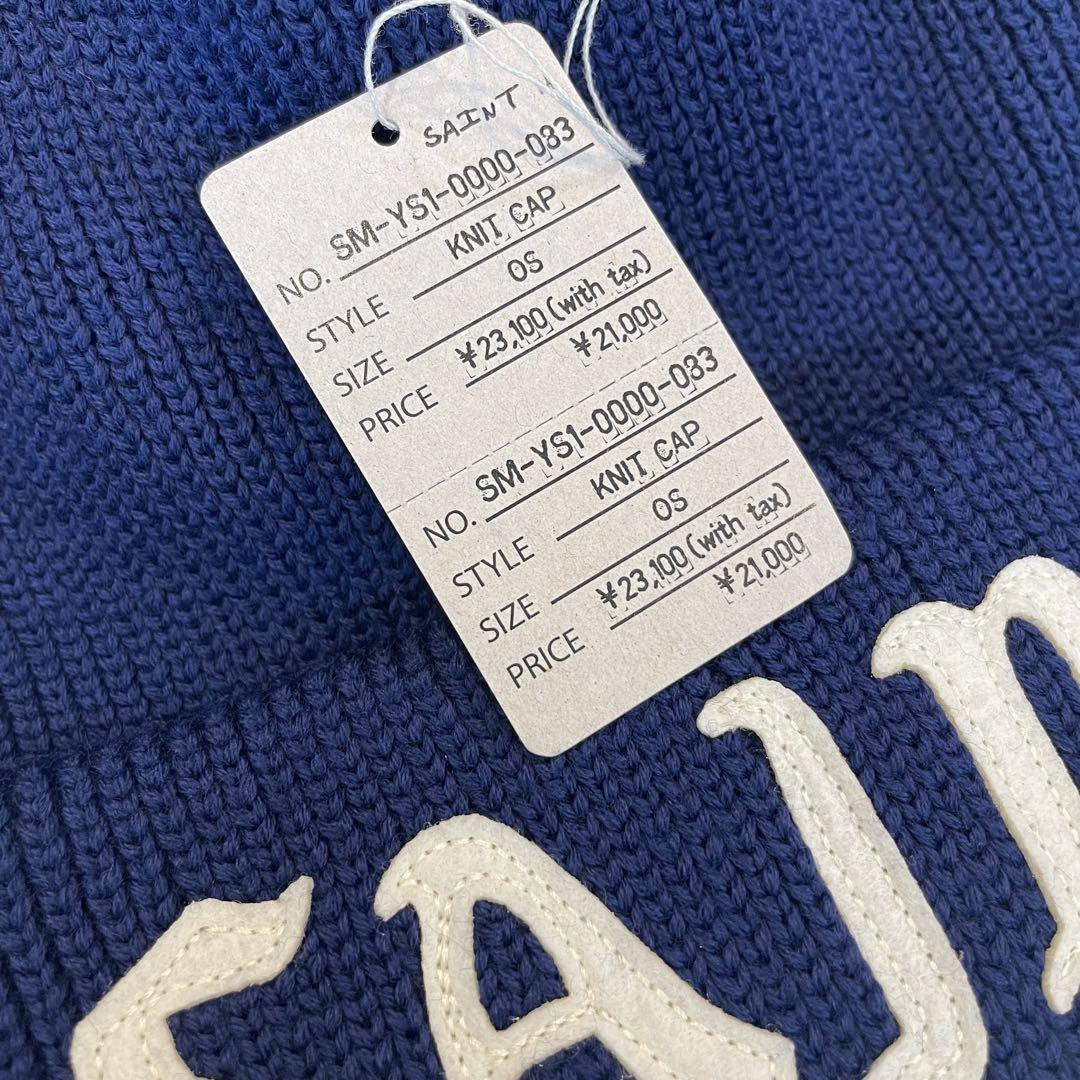 SAINT
NO. SM-YS1-0000-083
STYLE KNIT CAP
SIZE OS
PRICE ¥23,100(with tax)
¥21,000
NO. SM-YS1-0000-083
STYLE KNIT CAP
SIZE OS
PRICE ¥23,100(with tax)
¥21,000
SAIN